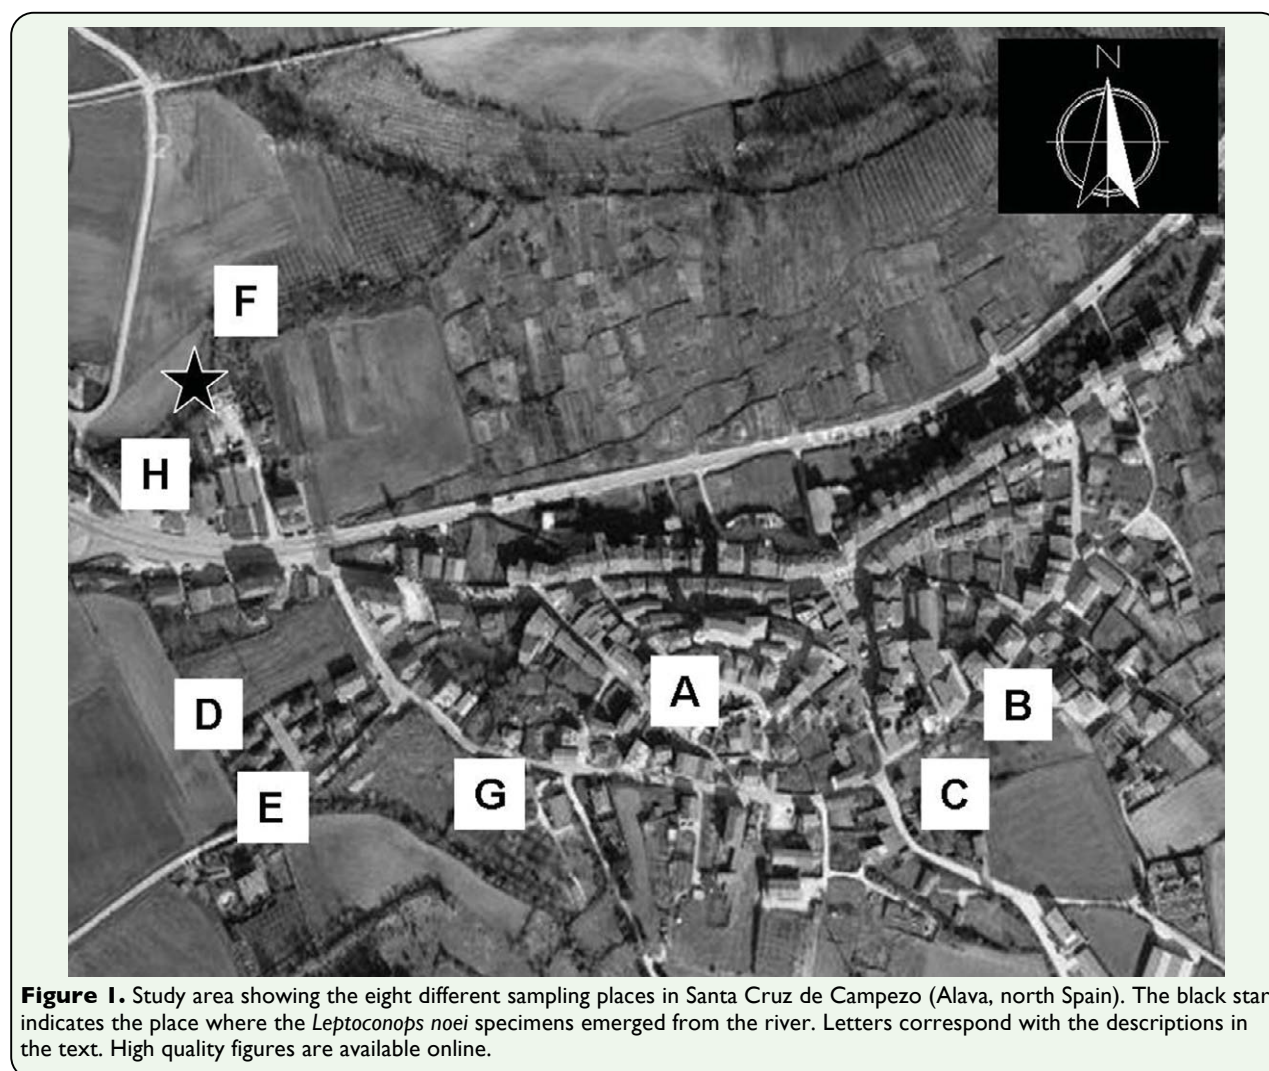 N
2
F
H
A
B
D
E
G
C
Figure 1. Study area showing the eight different sampling places in Santa Cruz de Campezo (Alava, north Spain). The black star
indicates the place where the Leptoconops noei specimens emerged from the river. Letters correspond with the descriptions in
the text. High quality figures are available online.